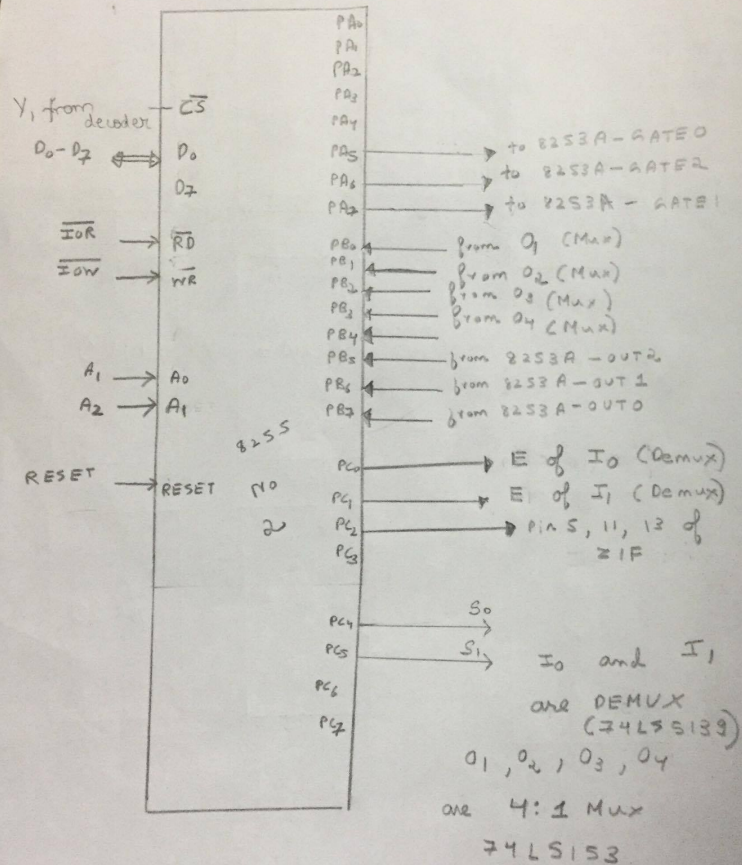 PA0
PA1
PA2
PA3
PA4
Y1 from decoder
CS
D0-D7
D0
D7
PA5 to 8253A-GATE0
PA6 to 8253A-GATE2
PA7 to 8253A - GATE1
IOR
RD
IOW
WR
PB0 from O1 (Mux)
PB1 from O2 (Mux)
PB2 from O3 (Mux)
PB3 from O4 (Mux)
PB4
PB5 from 8253A-OUT2
PB6 from 8253A-OUT1
PB7 from 8253A-OUT0
A1
A0
A2
A1
8255
NO
2
RESET
RESET
PC0 E of I0 (Demux)
PC1 E of I1 (Demux)
PC2 Pin 5, 11, 13 of
ZIF
PC3
PC4 S0
PC5 S1
PC6
PC7
I0 and I1
are DEMUX
(74LSS139)
O1, O2, O3, O4
are 4:1 Mux
74LS153